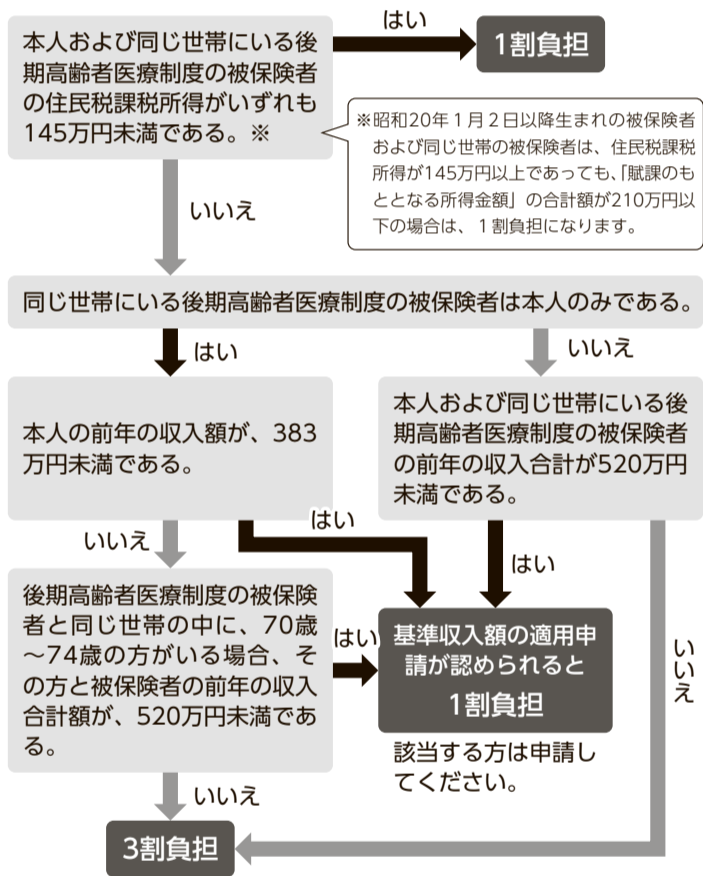 本人および同じ世帯にいる後
期高齢者医療制度の被保険者
の住民税課税所得がいずれも
145万円未満である。※
はい
1割負担
※昭和20年1月2日以降生まれの被保険者
および同じ世帯の被保険者は、住民税課税
所得が145万円以上であっても、「賦課のも
ととなる所得金額」の合計額が210万円以
下の場合は、1割負担になります。
いいえ
同じ世帯にいる後期高齢者医療制度の被保険者は本人のみである。
はい
いいえ
本人の前年の収入額が、383
万円未満である。
本人および同じ世帯にいる後
期高齢者医療制度の被保険者
の前年の収入合計が520万円
未満である。
いいえ
はい
はい
後期高齢者医療制度の被保険
者と同じ世帯の中に、70歳
～74歳の方がいる場合、そ
の方と被保険者の前年の収入
合計額が、520万円未満であ
る。
はい
基準収入額の適用申
請が認められると
1割負担
いいえ
該当する方は申請し
てください。
いいえ
3割負担